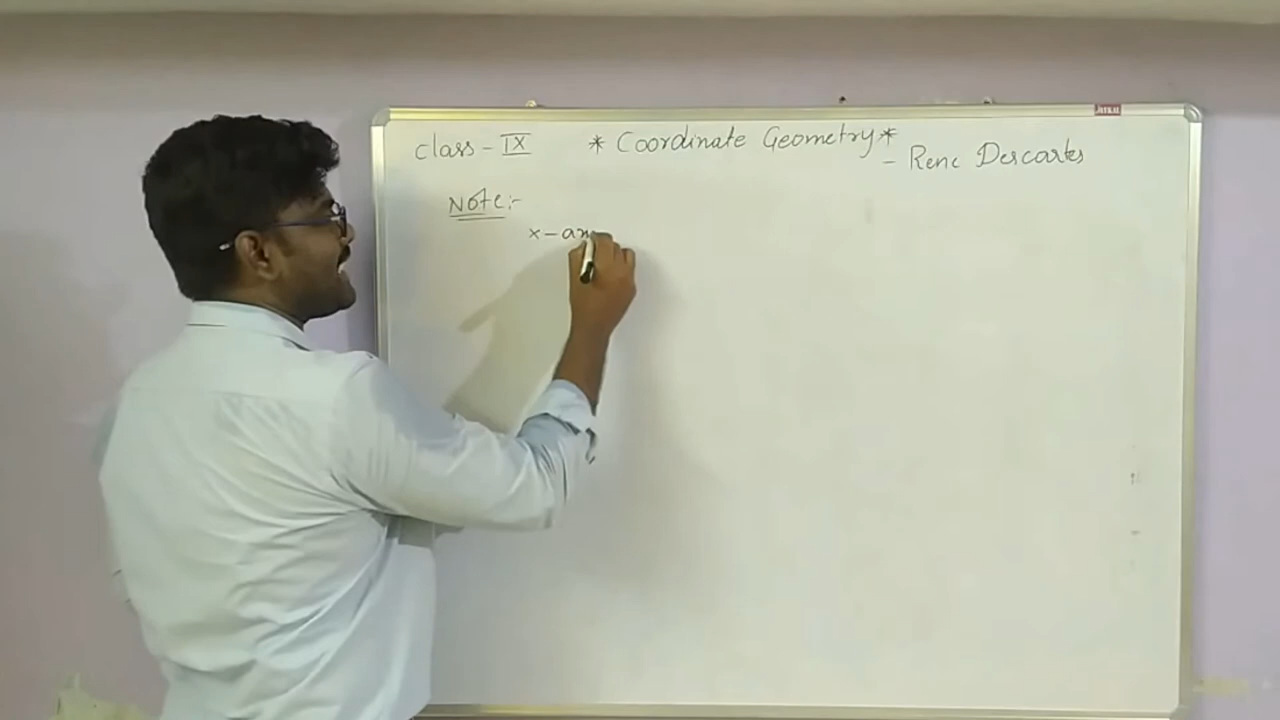 class - IX * Coordinate Geometry *
- Rene Descartes
Note:-
x-ax